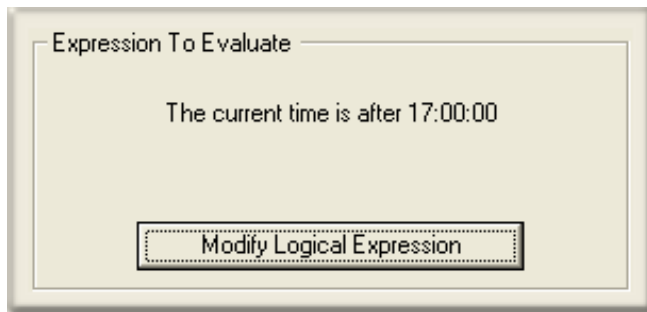 Expression To Evaluate
The current time is after 17:00:00
Modify Logical Expression